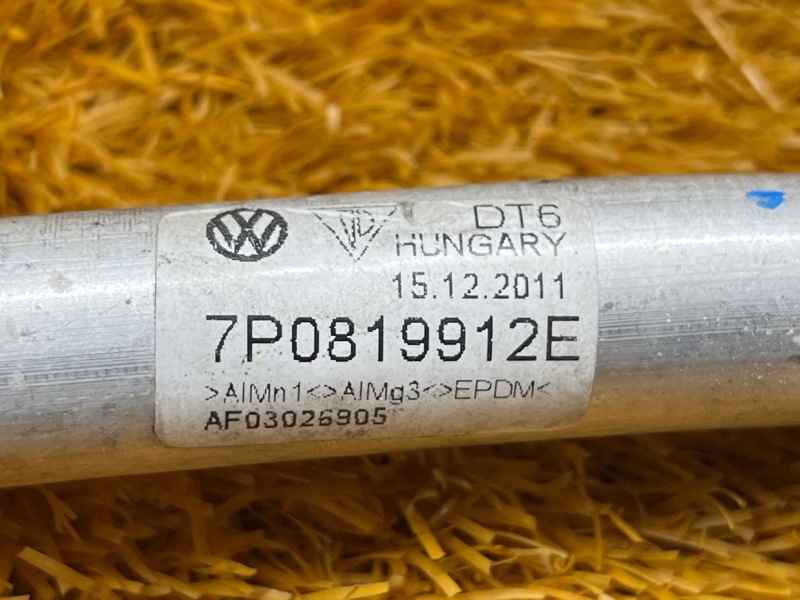 DT6
HUNGARY
15.12.2011
7P0819912E
>AlMn1<>AlMg3<>EPDM<
AF03026905